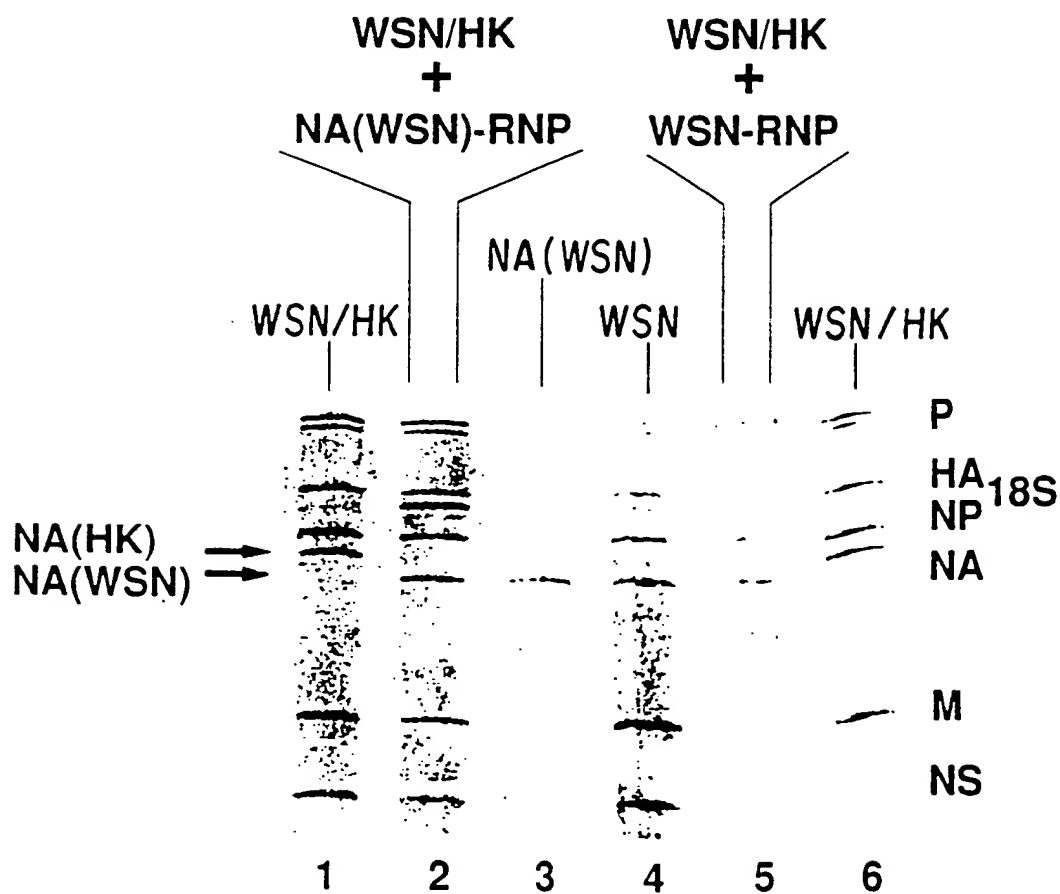 WSN/HK WSN/HK
+ +
NA(WSN)-RNP WSN-RNP
NA(WSN)
WSN/HK WSN WSN/HK
P
HA 18S
NP
NA(HK)
NA
NA(WSN)
M
NS
1 2 3 4 5 6